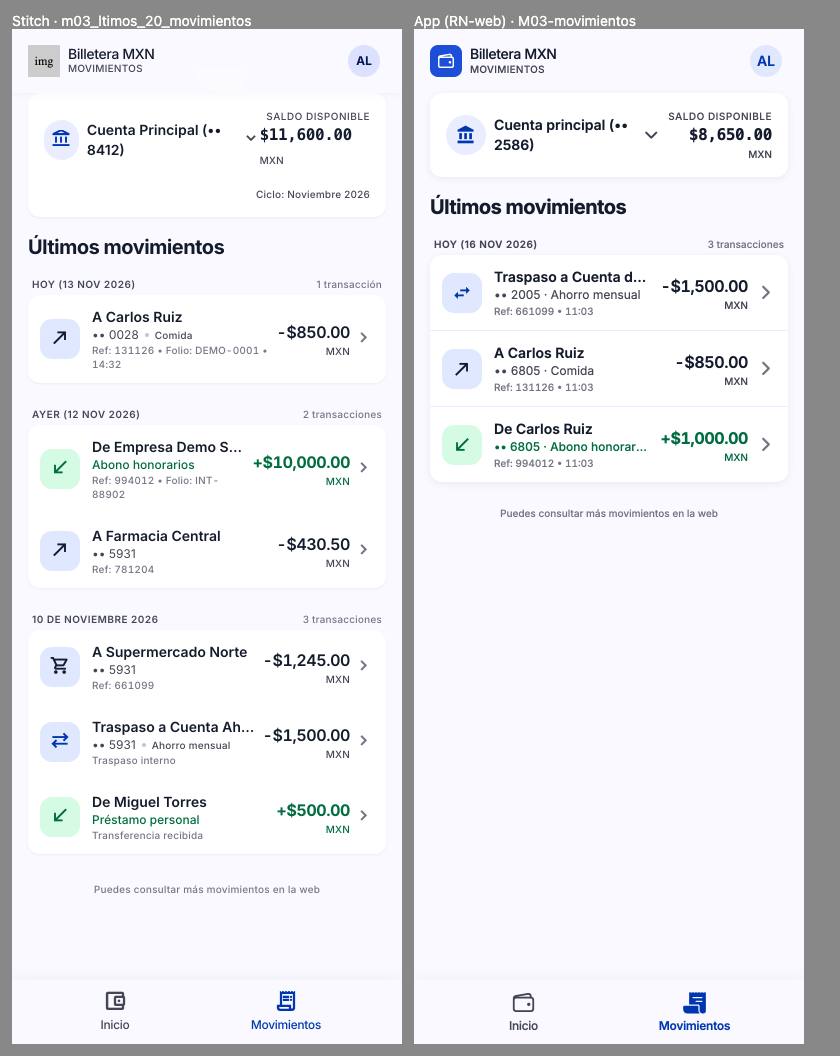 Stitch · m03_ltimos_20_movimientos
img
Billetera MXN
MOVIMIENTOS
AL
Cuenta Principal (••
8412)
SALDO DISPONIBLE
$11,600.00
MXN
Ciclo: Noviembre 2026
Últimos movimientos
HOY (13 NOV 2026)
1 transacción
A Carlos Ruiz
•• 0028 • Comida
Ref: 131126 • Folio: DEMO-0001 •
14:32
-$850.00
MXN
AYER (12 NOV 2026)
2 transacciones
De Empresa Demo S...
Abono honorarios
Ref: 994012 • Folio: INT-
88902
+$10,000.00
MXN
A Farmacia Central
•• 5931
Ref: 781204
-$430.50
MXN
10 DE NOVIEMBRE 2026
3 transacciones
A Supermercado Norte
•• 5931
Ref: 661099
-$1,245.00
MXN
Traspaso a Cuenta Ah...
•• 5931 • Ahorro mensual
Traspaso interno
-$1,500.00
MXN
De Miguel Torres
Préstamo personal
Transferencia recibida
+$500.00
MXN
Puedes consultar más movimientos en la web
Inicio
Movimientos
App (RN-web) · M03-movimientos
Billetera MXN
MOVIMIENTOS
AL
Cuenta principal (••
2586)
SALDO DISPONIBLE
$8,650.00
MXN
Últimos movimientos
HOY (16 NOV 2026)
3 transacciones
Traspaso a Cuenta d...
•• 2005 · Ahorro mensual
Ref: 661099 • 11:03
-$1,500.00
MXN
A Carlos Ruiz
•• 6805 · Comida
Ref: 131126 • 11:03
-$850.00
MXN
De Carlos Ruiz
•• 6805 · Abono honorar...
Ref: 994012 • 11:03
+$1,000.00
MXN
Puedes consultar más movimientos en la web
Inicio
Movimientos